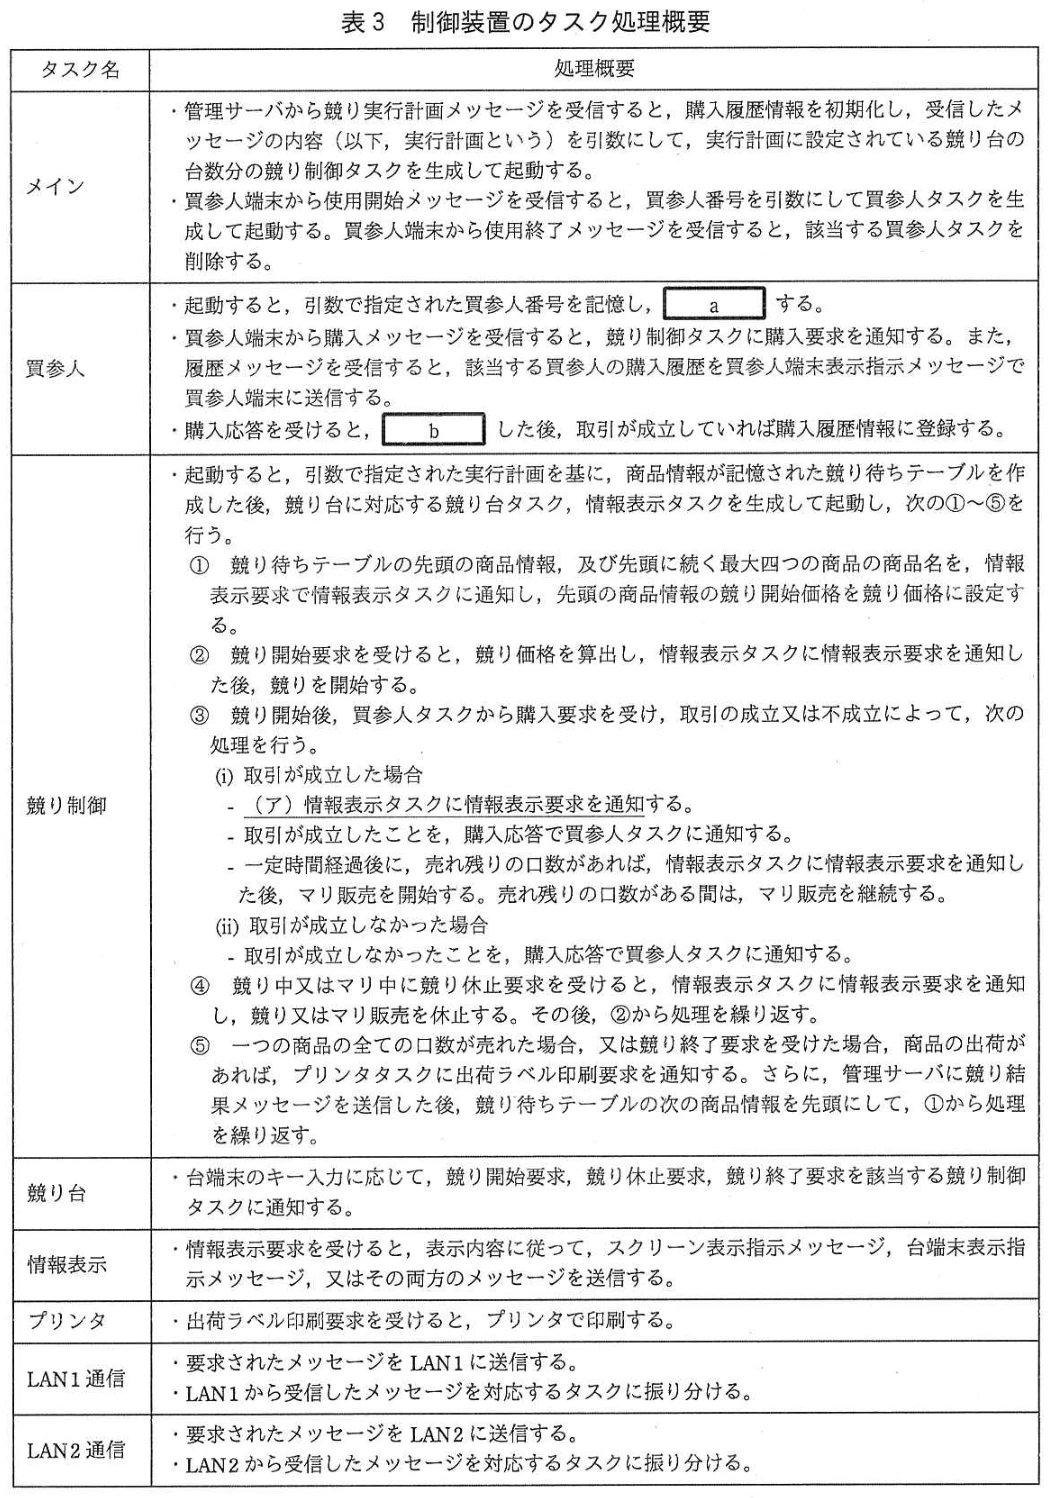 表3 制御装置のタスク処理概要
タスク名
処理概要
メイン
・管理サーバから競り実行計画メッセージを受信すると，購入履歴情報を初期化し，受信したメ
ッセージの内容（以下，実行計画という）を引数にして，実行計画に設定されている競り台の
台数分の競り制御タスクを生成して起動する。
・買参人端末から使用開始メッセージを受信すると，買参人番号を引数にして買参人タスクを生
成して起動する。買参人端末から使用終了メッセージを受信すると，該当する買参人タスクを
削除する。
買参人
・起動すると，引数で指定された買参人番号を記憶し， a する。
・買参人端末から購入メッセージを受信すると，競り制御タスクに購入要求を通知する。また，
履歴メッセージを受信すると，該当する買参人の購入履歴を買参人端末表示指示メッセージで
買参人端末に送信する。
・購入応答を受けると， b した後，取引が成立していれば購入履歴情報に登録する。
競り制御
・起動すると，引数で指定された実行計画を基に，商品情報が記憶された競り待ちテーブルを作
成した後，競り台に対応する競り台タスク，情報表示タスクを生成して起動し，次の①～⑤を
行う。
① 競り待ちテーブルの先頭の商品情報，及び先頭に続く最大四つの商品の商品名を，情報
表示要求で情報表示タスクに通知し，先頭の商品情報の競り開始価格を競り価格に設定す
る。
② 競り開始要求を受けると，競り価格を算出し，情報表示タスクに情報表示要求を通知し
た後，競りを開始する。
③ 競り開始後，買参人タスクから購入要求を受け，取引の成立又は不成立によって，次の
処理を行う。
(i) 取引が成立した場合
- （ア）情報表示タスクに情報表示要求を通知する。
- 取引が成立したことを，購入応答で買参人タスクに通知する。
- 一定時間経過後に，売れ残りの口数があれば，情報表示タスクに情報表示要求を通知し
た後，マリ販売を開始する。売れ残りの口数がある間は，マリ販売を継続する。
(ii) 取引が成立しなかった場合
- 取引が成立しなかったことを，購入応答で買参人タスクに通知する。
④ 競り中又はマリ中に競り休止要求を受けると，情報表示タスクに情報表示要求を通知
し，競り又はマリ販売を休止する。その後，②から処理を繰り返す。
⑤ 一つの商品の全ての口数が売れた場合，又は競り終了要求を受けた場合，商品の出荷が
あれば，プリンタタスクに出荷ラベル印刷要求を通知する。さらに，管理サーバに競り結
果メッセージを送信した後，競り待ちテーブルの次の商品情報を先頭にして，①から処理
を繰り返す。
競り台
・台端末のキー入力に応じて，競り開始要求，競り休止要求，競り終了要求を該当する競り制御
タスクに通知する。
情報表示
・情報表示要求を受けると，表示内容に従って，スクリーン表示指示メッセージ，台端末表示指
示メッセージ，又はその両方のメッセージを送信する。
プリンタ
・出荷ラベル印刷要求を受けると，プリンタで印刷する。
LAN1通信
・要求されたメッセージをLAN1に送信する。
・LAN1から受信したメッセージを対応するタスクに振り分ける。
LAN2通信
・要求されたメッセージをLAN2に送信する。
・LAN2から受信したメッセージを対応するタスクに振り分ける。